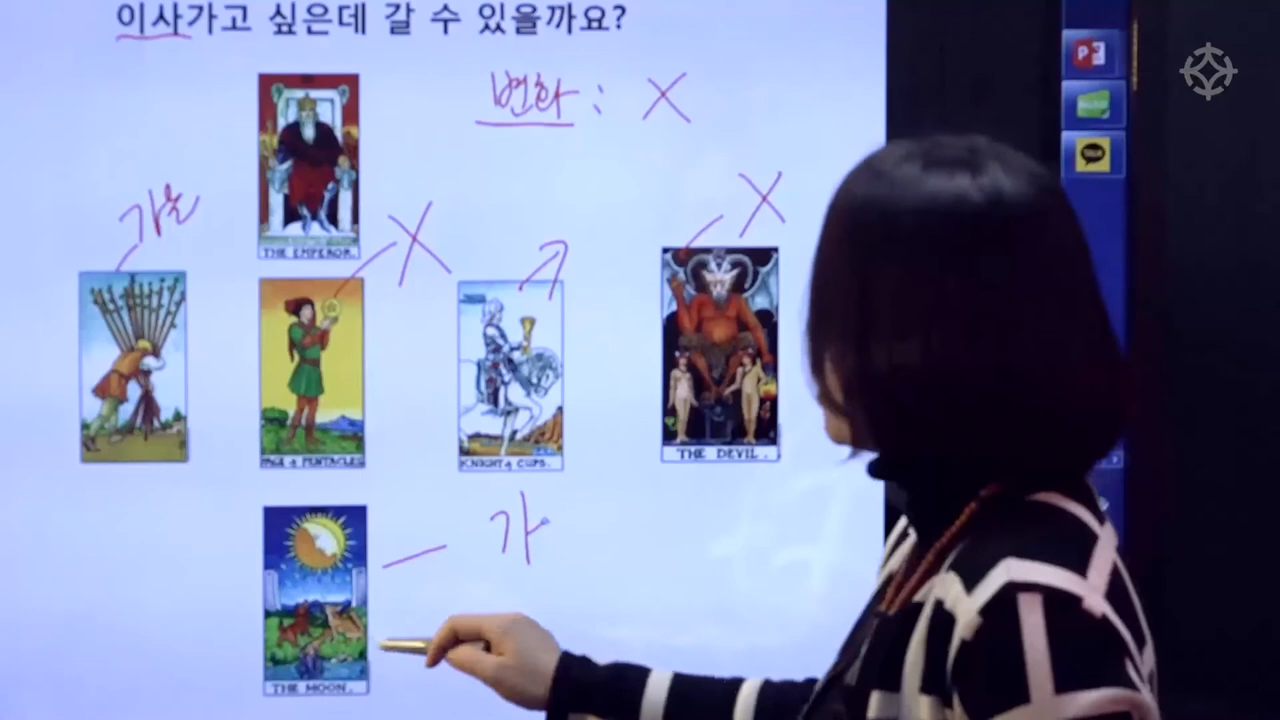 이사가고 싶은데 갈 수 있을까요?
변화 : X
THE EMPEROR.
가을
X
X
PAGE of PENTACLES
KNIGHT of CUPS.
THE DEVIL.
가
THE MOON.